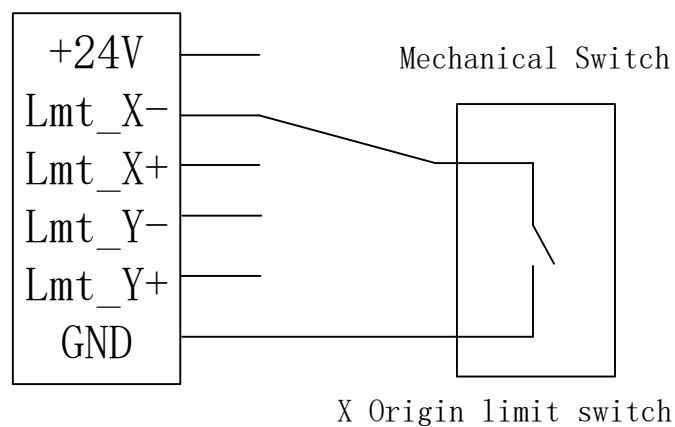 +24V
Mechanical Switch
Lmt_X-
Lmt_X+
Lmt_Y-
Lmt_Y+
GND
X Origin limit switch